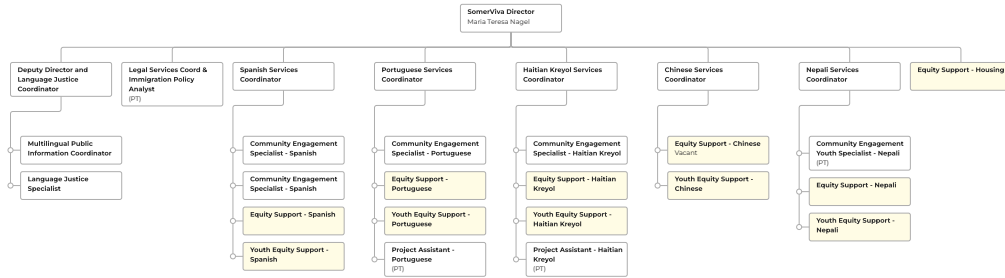 SomerViva Director
Maria Teresa Nagel
Deputy Director and
Language Justice
Coordinator
Legal Services Coord &
Immigration Policy
Analyst
(PT)
Spanish Services
Coordinator
Portuguese Services
Coordinator
Haitian Kreyol Services
Coordinator
Chinese Services
Coordinator
Nepali Services
Coordinator
Equity Support - Housing
Multilingual Public
Information Coordinator
Language Justice
Specialist
Community Engagement
Specialist - Spanish
Community Engagement
Specialist - Spanish
Equity Support - Spanish
Youth Equity Support -
Spanish
Community Engagement
Specialist - Portuguese
Equity Support -
Portuguese
Youth Equity Support -
Portuguese
Project Assistant -
Portuguese
(PT)
Community Engagement
Specialist - Haitian Kreyol
Equity Support - Haitian
Kreyol
Youth Equity Support -
Haitian Kreyol
Project Assistant - Haitian
Kreyol
(PT)
Equity Support - Chinese
Vacant
Youth Equity Support -
Chinese
Community Engagement
Youth Specialist - Nepali
(PT)
Equity Support - Nepali
Youth Equity Support -
Nepali